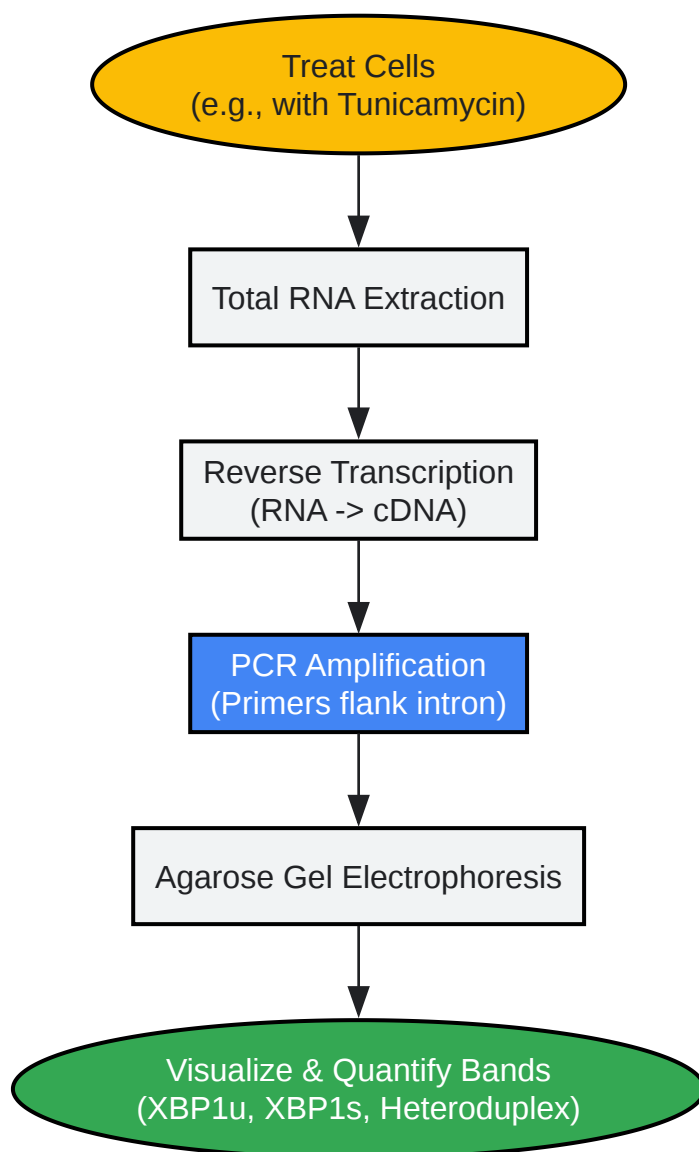 Treat Cells
(e.g., with Tunicamycin)
Total RNA Extraction
Reverse Transcription
(RNA -> cDNA)
PCR Amplification
(Primers flank intron)
Agarose Gel Electrophoresis
Visualize & Quantify Bands
(XBP1u, XBP1s, Heteroduplex)